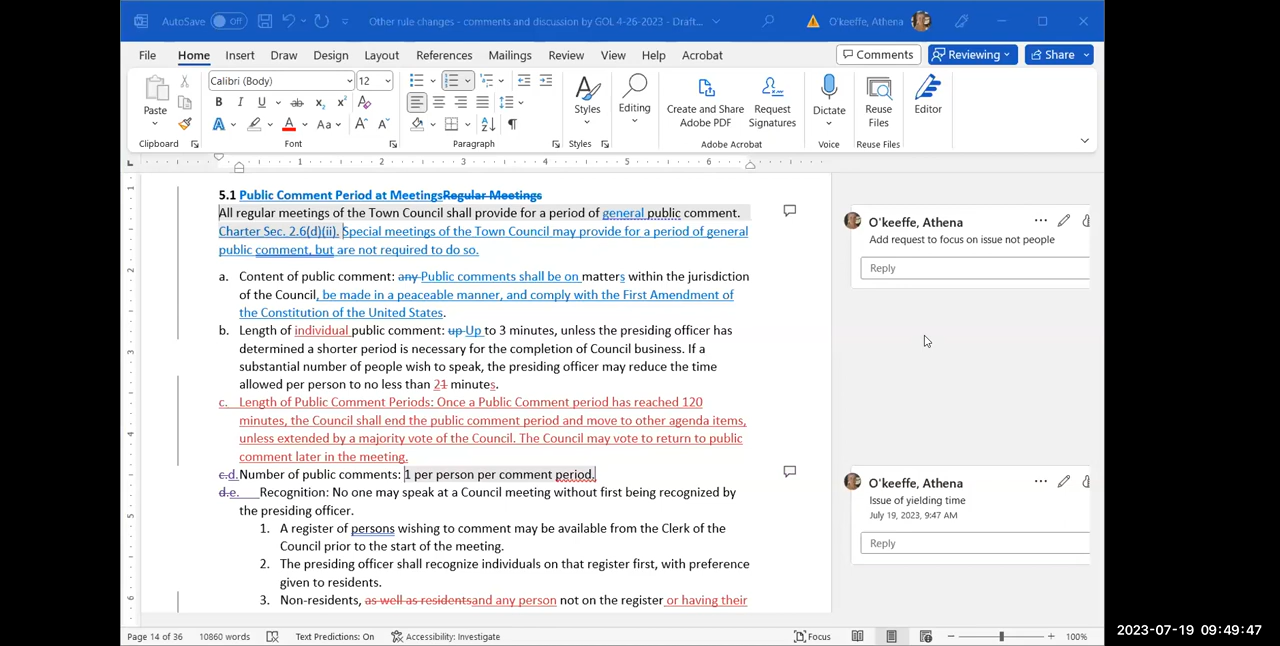 AutoSave Off Other rule changes - comments and discussion by GOL 4-26-2023 - Draft... O'keeffe, Athena
File Home Insert Draw Design Layout References Mailings Review View Help Acrobat Comments Reviewing Share
Calibri (Body) 12
Paste Styles Editing Create and Share Adobe PDF Request Signatures Dictate Reuse Files Editor
Clipboard Font Paragraph Styles Adobe Acrobat Voice Reuse Files
5.1 Public Comment Period at MeetingsRegular Meetings
All regular meetings of the Town Council shall provide for a period of general public comment.
Charter Sec. 2.6(d)(ii). Special meetings of the Town Council may provide for a period of general
public comment, but are not required to do so.
a. Content of public comment: any Public comments shall be on matters within the jurisdiction
of the Council, be made in a peaceable manner, and comply with the First Amendment of
the Constitution of the United States.
b. Length of individual public comment: up Up to 3 minutes, unless the presiding officer has
determined a shorter period is necessary for the completion of Council business. If a
substantial number of people wish to speak, the presiding officer may reduce the time
allowed per person to no less than 21 minutes.
c. Length of Public Comment Periods: Once a Public Comment period has reached 120
minutes, the Council shall end the public comment period and move to other agenda items,
unless extended by a majority vote of the Council. The Council may vote to return to public
comment later in the meeting.
c.d. Number of public comments: 1 per person per comment period.
d.e. Recognition: No one may speak at a Council meeting without first being recognized by
the presiding officer.
1. A register of persons wishing to comment may be available from the Clerk of the
Council prior to the start of the meeting.
2. The presiding officer shall recognize individuals on that register first, with preference
given to residents.
3. Non-residents, as well as residentsand any person not on the register or having their
O'keeffe, Athena
Add request to focus on issue not people
Reply
O'keeffe, Athena
Issue of yielding time
July 19, 2023, 9:47 AM
Reply
Page 14 of 36 10860 words Text Predictions: On Accessibility: Investigate Focus 100%
2023-07-19 09:49:47